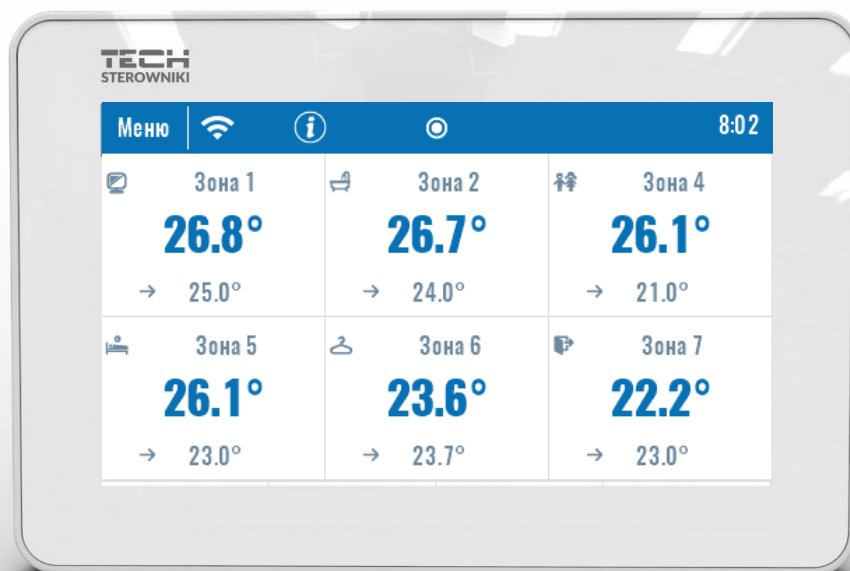 TECH
STEROWNIKI
Меню 8:02
Зона 1 Зона 2 Зона 4
26.8° 26.7° 26.1°
→ 25.0° → 24.0° → 21.0°
Зона 5 Зона 6 Зона 7
26.1° 23.6° 22.2°
→ 23.0° → 23.7° → 23.0°